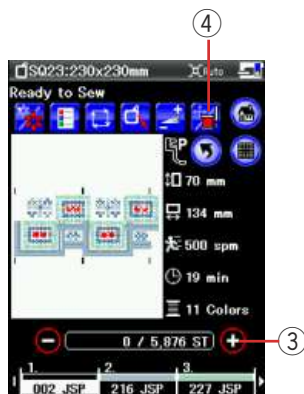 ④
SQ23:230x230mm Auto
Ready to Sew
P
70 mm
134 mm
500 spm
19 min
11 Colors
0 / 5,876 ST
③
1. 2. 3.
002 JSP 216 JSP 227 JSP